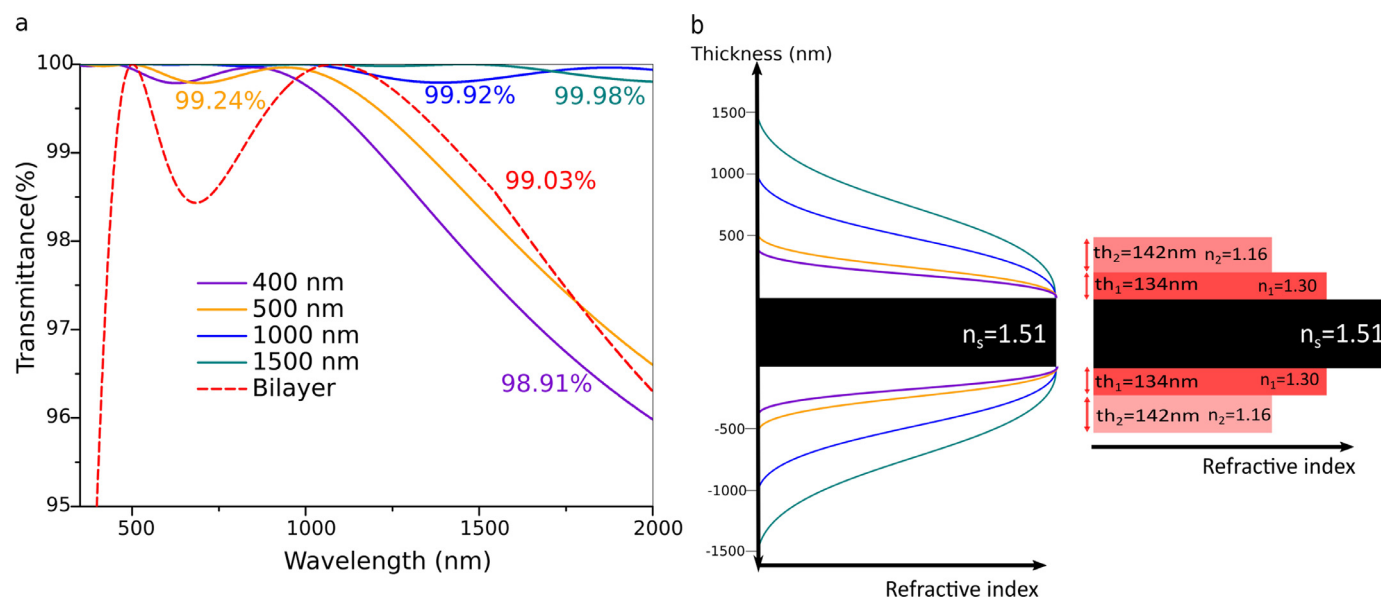 a
Transmittance(%)
100
99
98
97
96
95
500
1000
1500
2000
Wavelength (nm)
99.24%
99.92%
99.98%
99.03%
98.91%
400 nm
500 nm
1000 nm
1500 nm
Bilayer
b
Thickness (nm)
1500
1000
500
-500
-1000
-1500
nₛ=1.51
Refractive index
th₂=142nm n₂=1.16
th₁=134nm n₁=1.30
nₛ=1.51
th₁=134nm n₁=1.30
th₂=142nm n₂=1.16
Refractive index